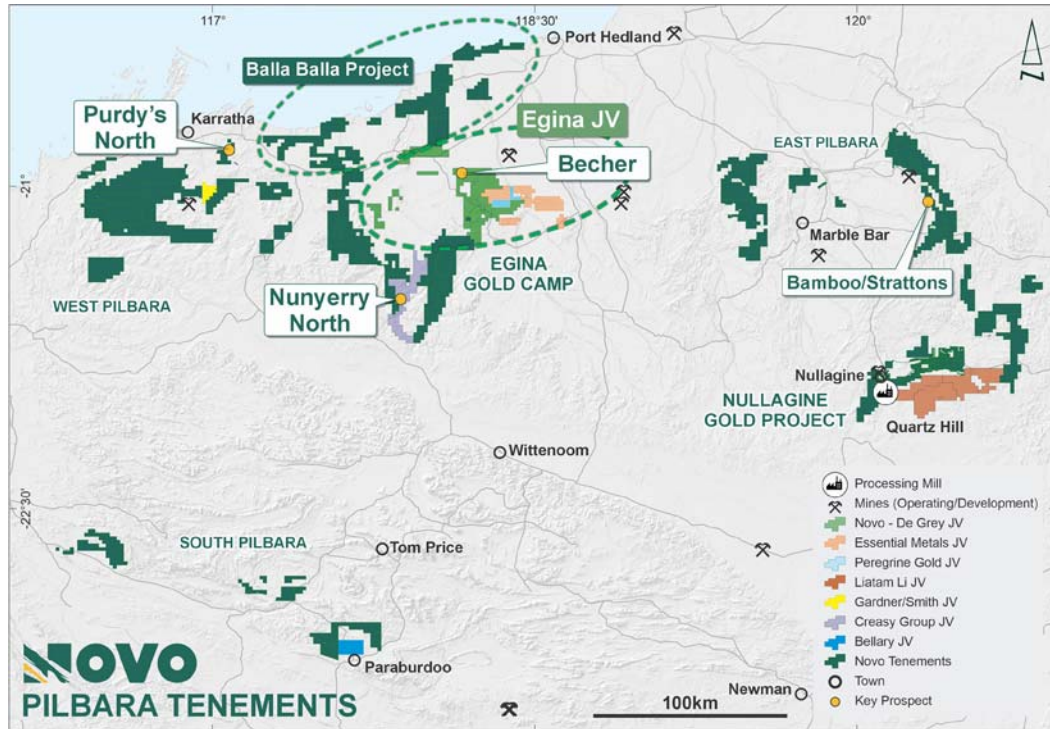 117°
118°30'
120°
Port Hedland
Balla Balla Project
Purdy's
North
Karratha
Egina JV
Becher
EAST PILBARA
-21°
Marble Bar
Bamboo/Strattons
EGINA
GOLD CAMP
WEST PILBARA
Nunyerry
North
Nullagine
NULLAGINE
GOLD PROJECT
Quartz Hill
Wittenoom
-22°30'
SOUTH PILBARA
Tom Price
Paraburdoo
Newman
100km
Processing Mill
Mines (Operating/Development)
Novo - De Grey JV
Essential Metals JV
Peregrine Gold JV
Liatam Li JV
Gardner/Smith JV
Creasy Group JV
Bellary JV
Novo Tenements
Town
Key Prospect
NOVO
PILBARA TENEMENTS
N